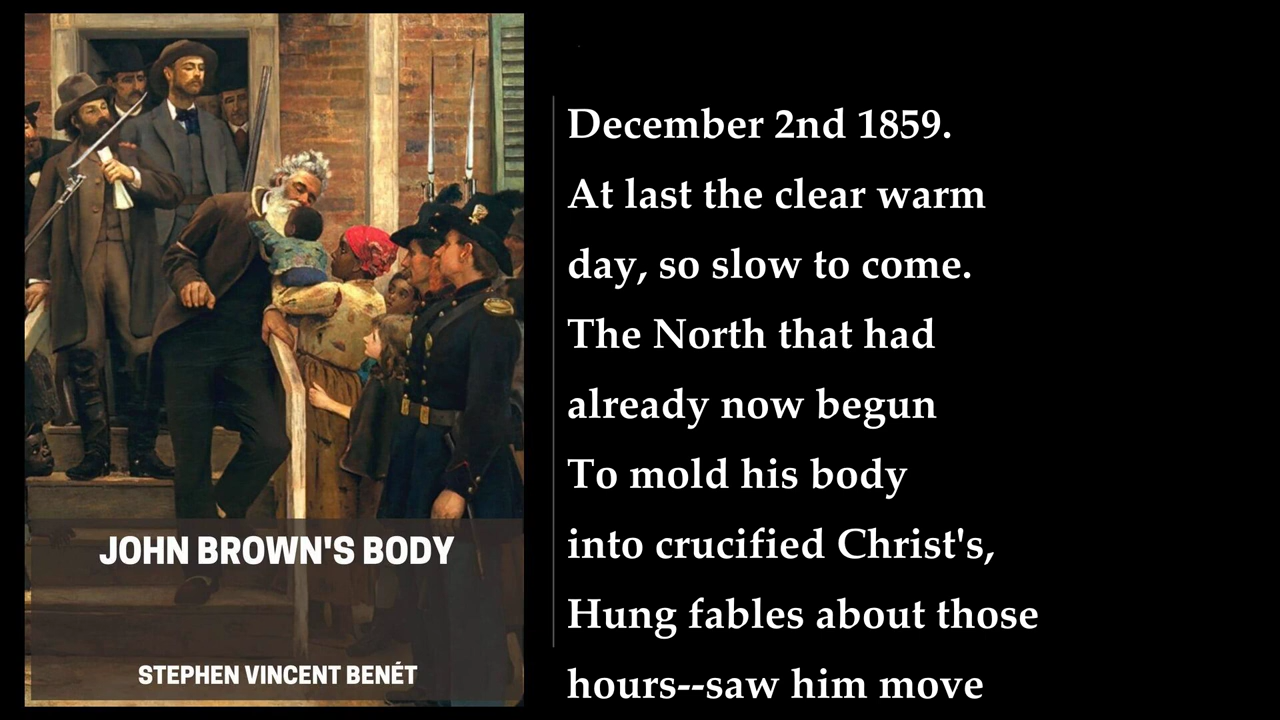 JOHN BROWN'S BODY
STEPHEN VINCENT BENÉT
December 2nd 1859.
At last the clear warm
day, so slow to come.
The North that had
already now begun
To mold his body
into crucified Christ's,
Hung fables about those
hours--saw him move